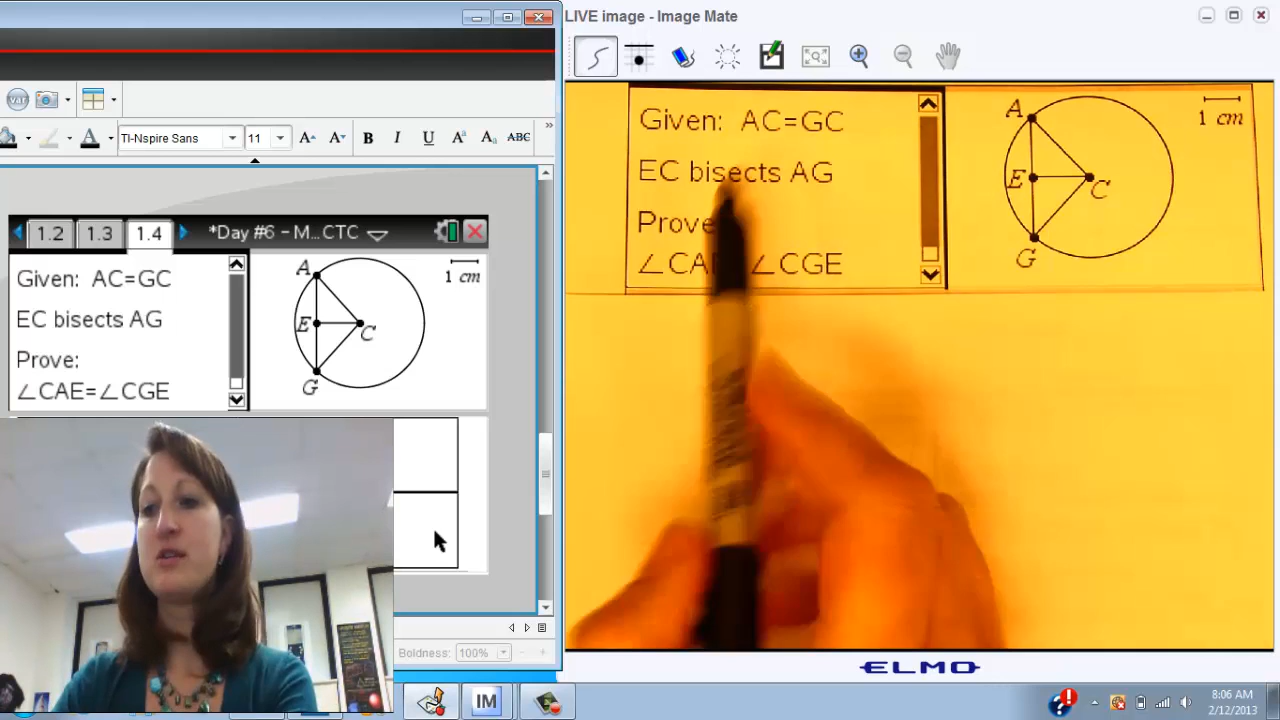 LIVE image - Image Mate
TI-Nspire Sans
11
B I U A A ABC
1.2 1.3 1.4 *Day #6 – M...CTC
Given: AC=GC
EC bisects AG
Prove:
∠CAE=∠CGE
A
E
C
G
1 cm
Given: AC=GC
EC bisects AG
Prove
∠CAE ∠CGE
A
E
C
G
1 cm
Boldness: 100%
ELMO
IM
8:06 AM
2/12/2013